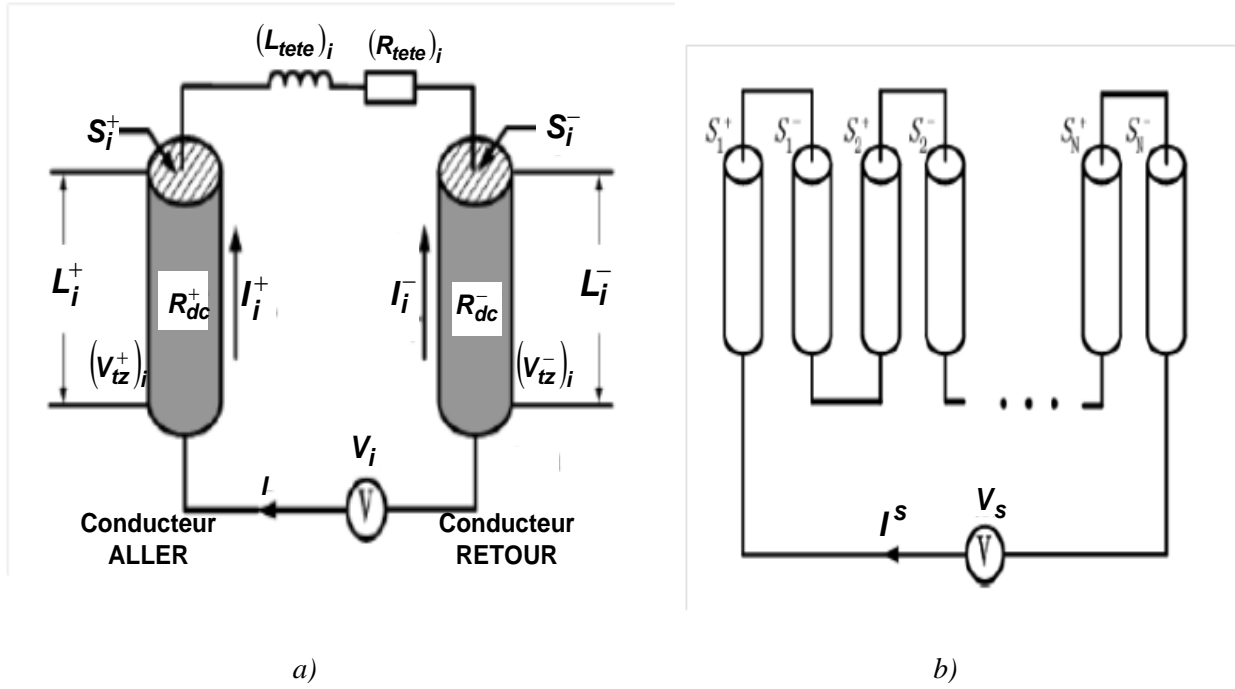 (L_tete)_i (R_tete)_i
S_i^+ S_i^-
L_i^+ R_dc^+ I_i^+ I_i^- R_dc^- L_i^-
(V_tz^+)_i (V_tz^-)_i
V_i
I V
Conducteur ALLER
Conducteur RETOUR
a)
S_1^+ S_1^- S_2^+ S_2^- S_N^+ S_N^-
• • •
I^S V_s
V
b)